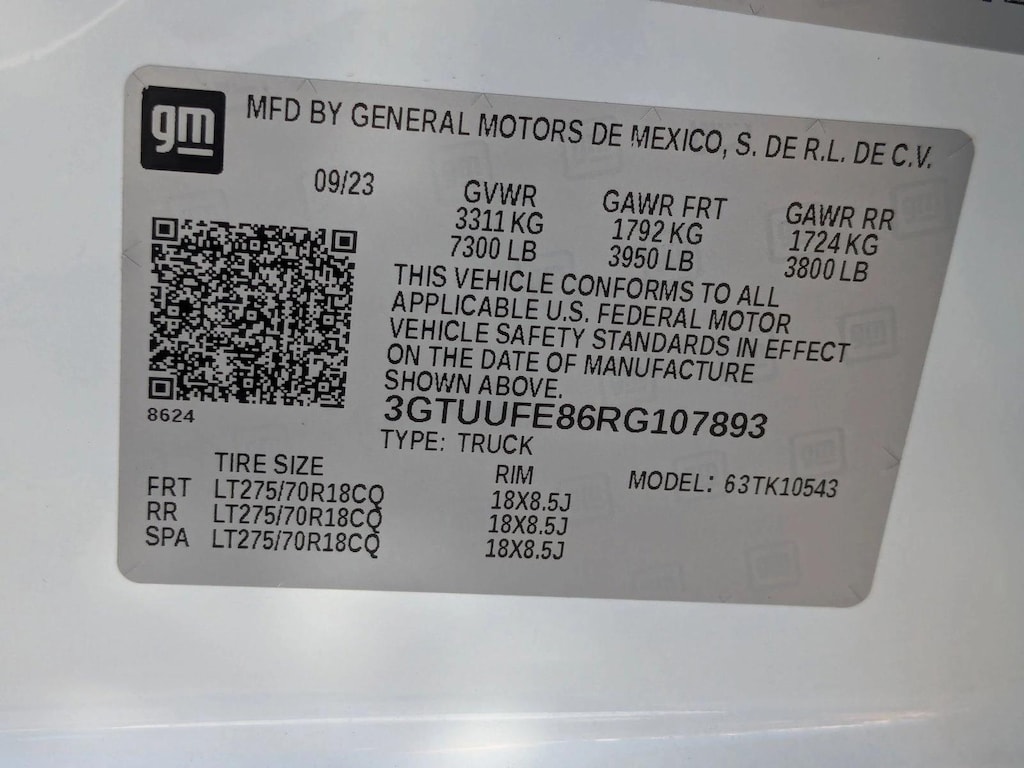 gm
MFD BY GENERAL MOTORS DE MEXICO, S. DE R.L. DE C.V.
09/23
GVWR GAWR FRT GAWR RR
3311 KG 1792 KG 1724 KG
7300 LB 3950 LB 3800 LB
THIS VEHICLE CONFORMS TO ALL
APPLICABLE U.S. FEDERAL MOTOR
VEHICLE SAFETY STANDARDS IN EFFECT
ON THE DATE OF MANUFACTURE
SHOWN ABOVE.
8624
3GTUUFE86RG107893
TYPE: TRUCK
TIRE SIZE RIM MODEL: 63TK10543
FRT LT275/70R18CQ 18X8.5J
RR LT275/70R18CQ 18X8.5J
SPA LT275/70R18CQ 18X8.5J